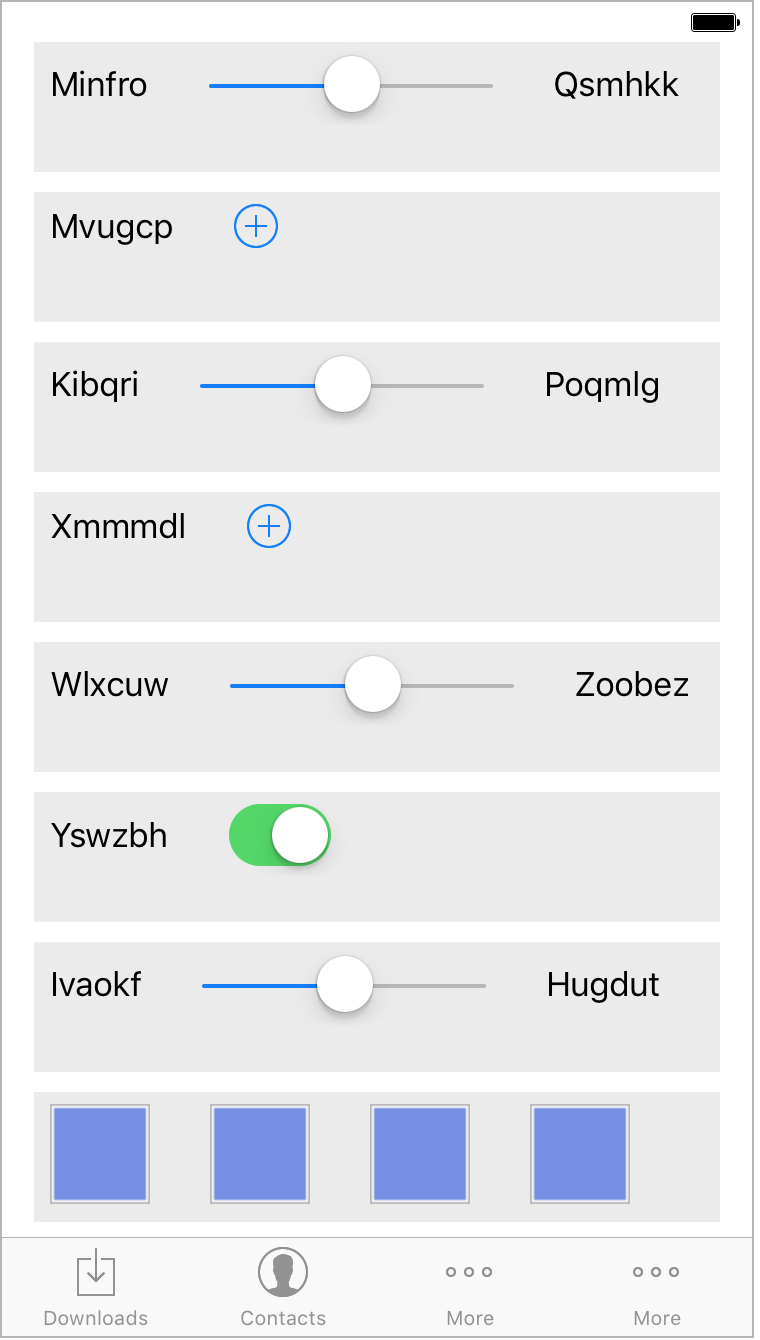 Minfro Qsmhkk
Mvugcp
Kibqri Poqmlg
Xmmmdl
Wlxcuw Zoobez
Yswzbh
Ivaokf Hugdut
Downloads Contacts More More